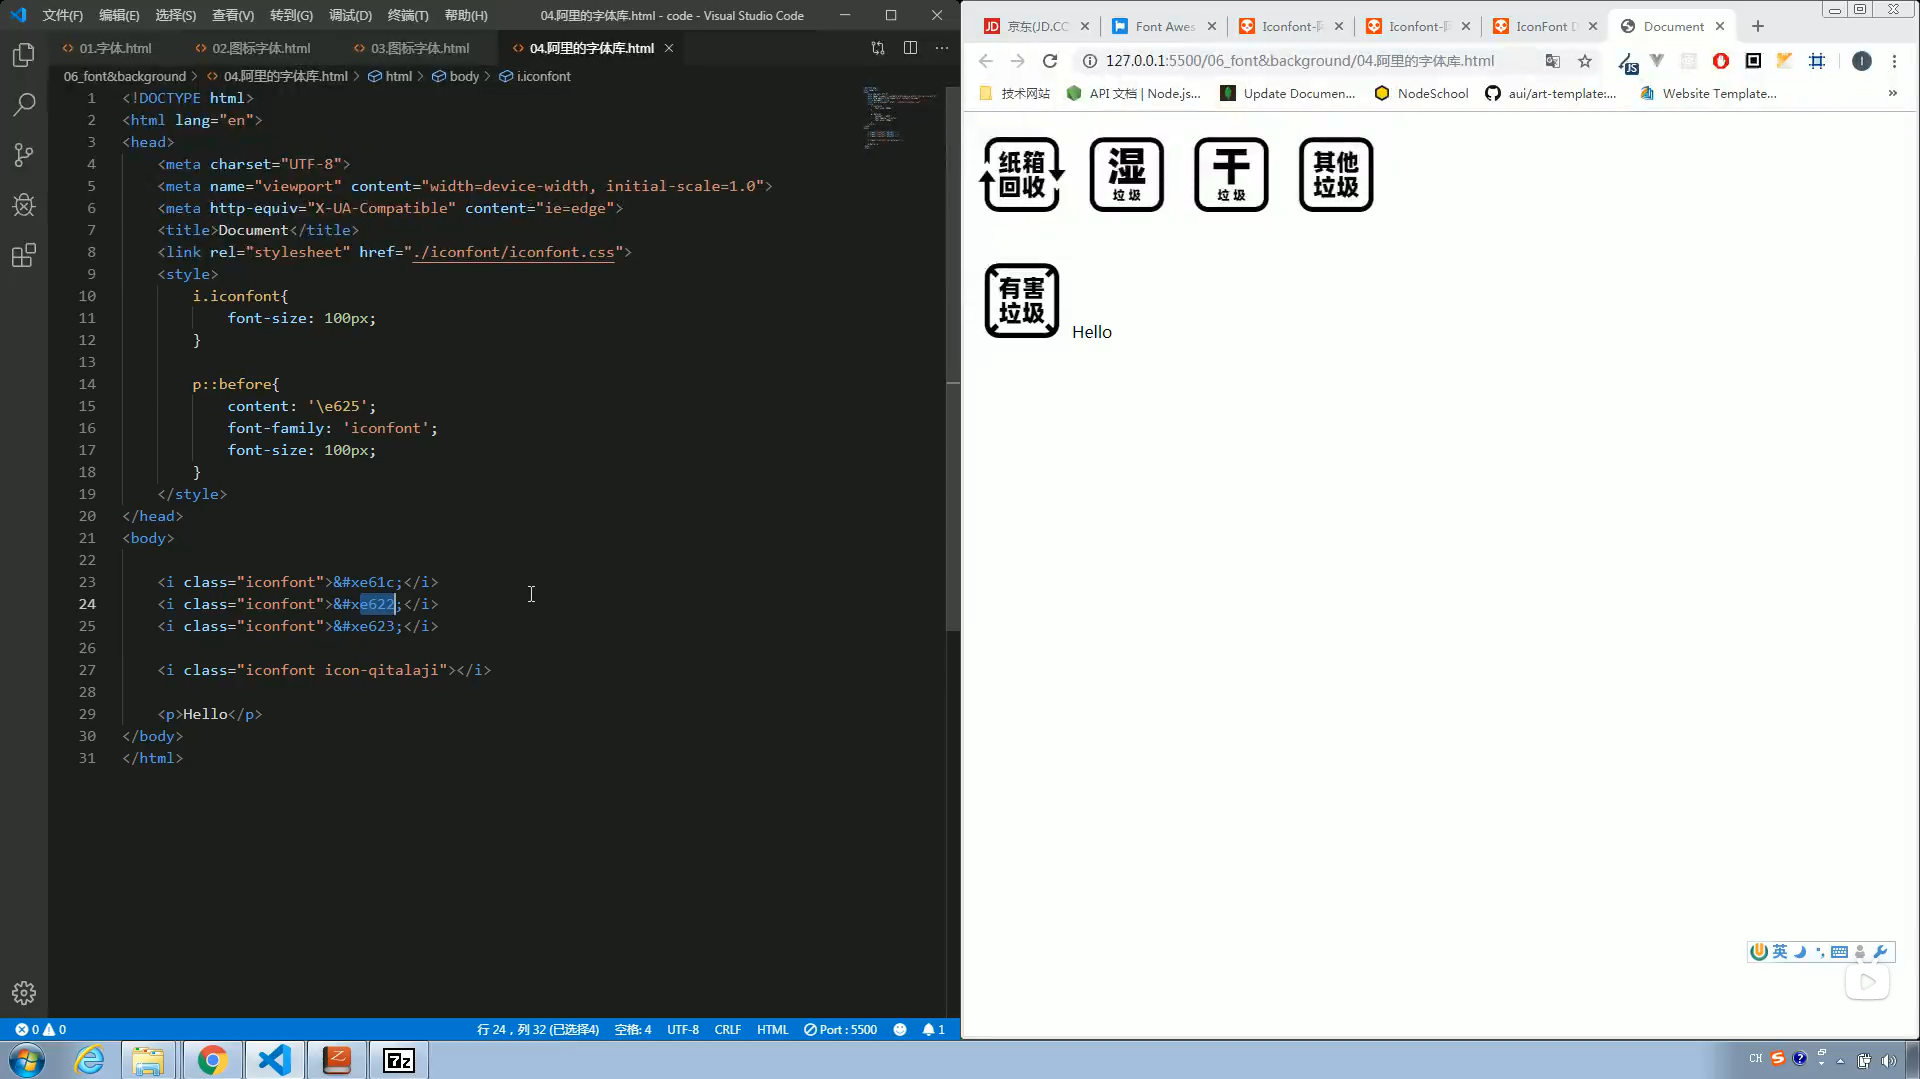 文件(F) 编辑(E) 选择(S) 查看(V) 转到(G) 调试(D) 终端(T) 帮助(H) 04.阿里的字体库.html - code - Visual Studio Code
01.字体.html 02.图标字体.html 03.图标字体.html 04.阿里的字体库.html
06_font&background > 04.阿里的字体库.html > html > body > i.iconfont
1 <!DOCTYPE html>
2 <html lang="en">
3 <head>
4 <meta charset="UTF-8">
5 <meta name="viewport" content="width=device-width, initial-scale=1.0">
6 <meta http-equiv="X-UA-Compatible" content="ie=edge">
7 <title>Document</title>
8 <link rel="stylesheet" href="./iconfont/iconfont.css">
9 <style>
10 i.iconfont{
11 font-size: 100px;
12 }
13
14 p::before{
15 content: '\e625';
16 font-family: 'iconfont';
17 font-size: 100px;
18 }
19 </style>
20 </head>
21 <body>
22
23 <i class="iconfont">&#xe61c;</i>
24 <i class="iconfont">&#xe622;</i>
25 <i class="iconfont">&#xe623;</i>
26
27 <i class="iconfont icon-qitalaji"></i>
28
29 <p>Hello</p>
30 </body>
31 </html>
0 0 行 24，列 32 (已选择4) 空格: 4 UTF-8 CRLF HTML Port : 5500 1
JD 京东(JD.CO Font Awes Iconfont- Iconfont- IconFont D Document
127.0.0.1:5500/06_font&background/04.阿里的字体库.html
JS
技术网站 API 文档 | Node.js... Update Documen... NodeSchool aui/art-template:... Website Template... »
纸箱
回收
湿
垃圾
干
垃圾
其他
垃圾
有害
垃圾
Hello
英
7z
CH